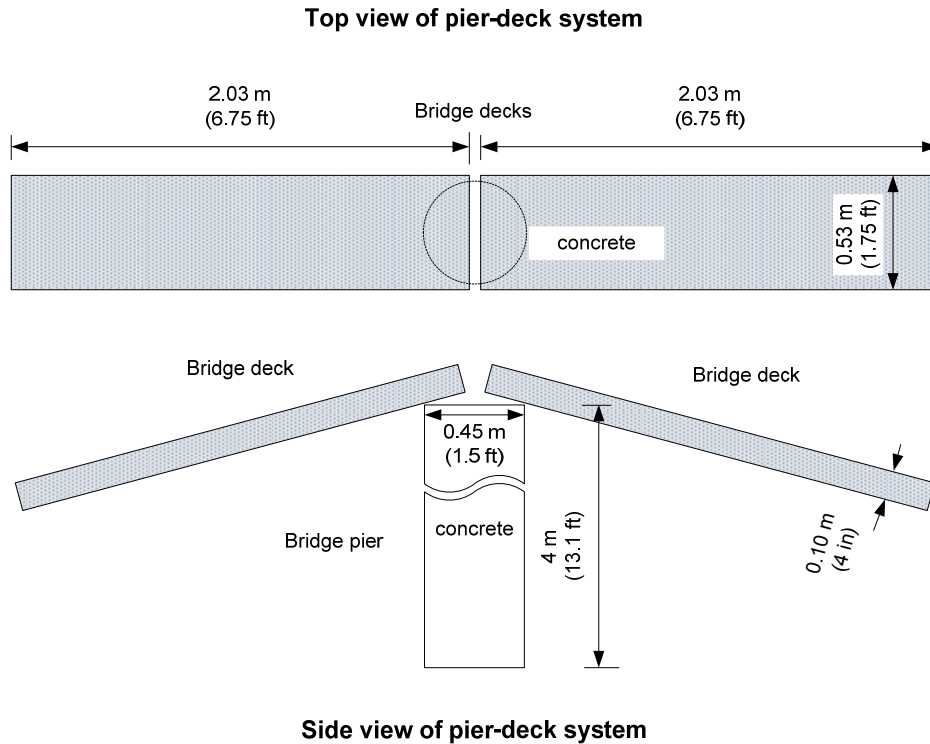 Top view of pier-deck system
2.03 m
(6.75 ft)
Bridge decks
2.03 m
(6.75 ft)
concrete
0.53 m
(1.75 ft)
Bridge deck
Bridge deck
0.45 m
(1.5 ft)
Bridge pier
concrete
4 m
(13.1 ft)
0.10 m
(4 in)
Side view of pier-deck system